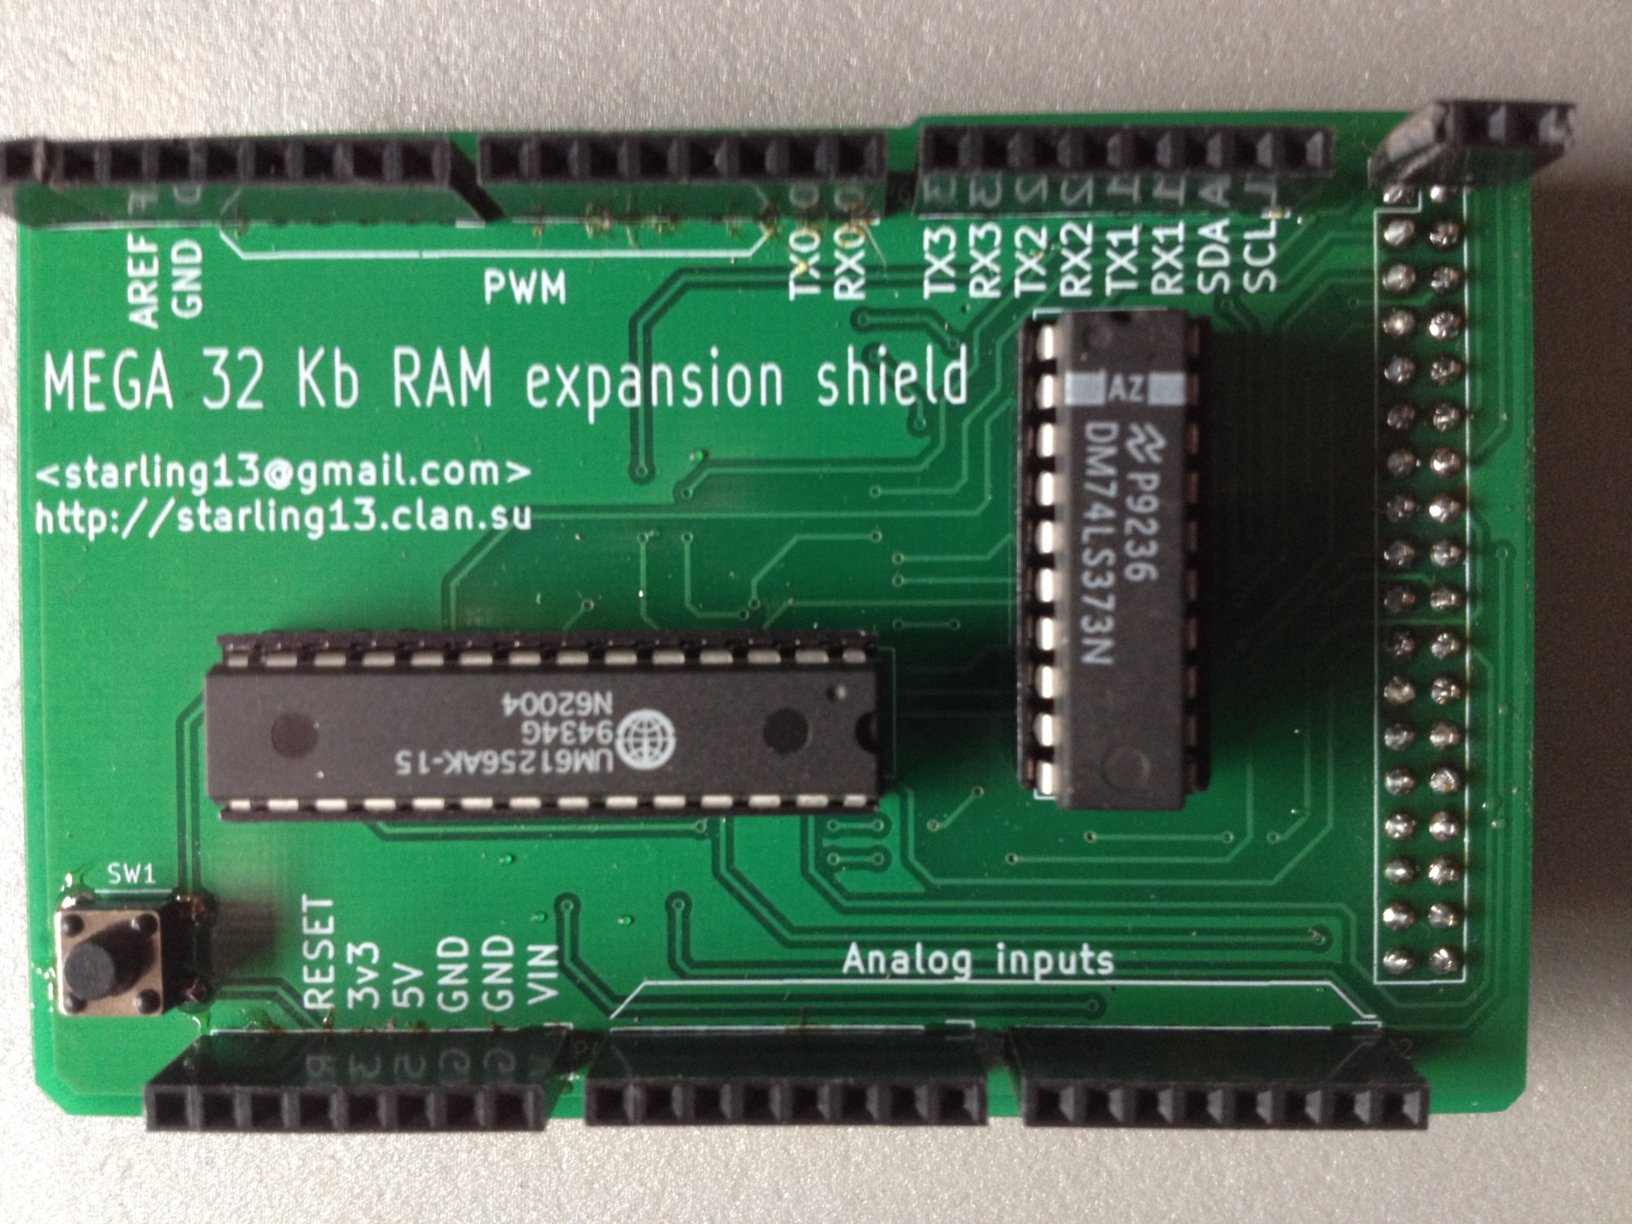 AREF
GND
PWM
TX0
RX0
TX3
RX3
TX2
RX2
TX1
RX1
SDA
SCL
MEGA 32 Kb RAM expansion shield
<starling13@gmail.com>
http://starling13.clan.su
AZ
P9236
DM74LS373N
UM61256AK-15
9434G
N62004
SW1
RESET
3v3
5V
GND
GND
VIN
Analog inputs